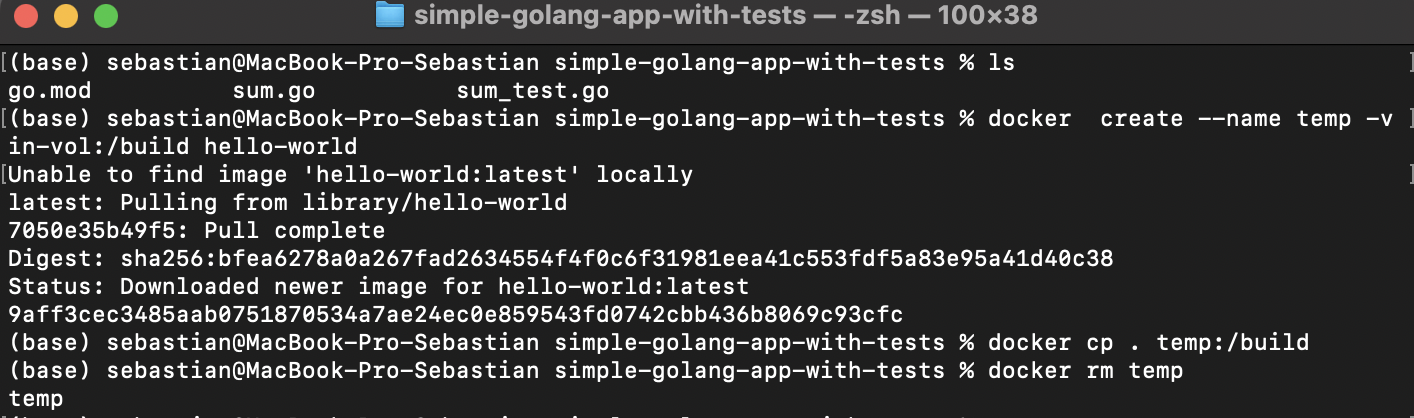 simple-golang-app-with-tests — -zsh — 100×38
[(base) sebastian@MacBook-Pro-Sebastian simple-golang-app-with-tests % ls ]
go.mod sum.go sum_test.go
[(base) sebastian@MacBook-Pro-Sebastian simple-golang-app-with-tests % docker  create --name temp -v ]
in-vol:/build hello-world
[Unable to find image 'hello-world:latest' locally ]
latest: Pulling from library/hello-world
7050e35b49f5: Pull complete
Digest: sha256:bfea6278a0a267fad2634554f4f0c6f31981eea41c553fdf5a83e95a41d40c38
Status: Downloaded newer image for hello-world:latest
9aff3cec3485aab0751870534a7ae24ec0e859543fd0742cbb436b8069c93cfc
(base) sebastian@MacBook-Pro-Sebastian simple-golang-app-with-tests % docker cp . temp:/build
(base) sebastian@MacBook-Pro-Sebastian simple-golang-app-with-tests % docker rm temp
temp